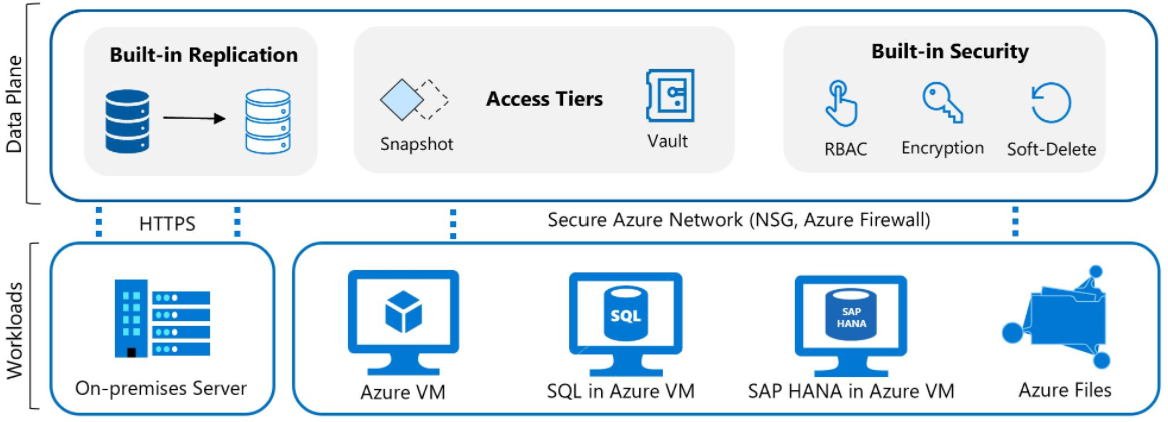 Data Plane
Built-in Replication
Access Tiers
Snapshot
Vault
Built-in Security
RBAC
Encryption
Soft-Delete
HTTPS
Secure Azure Network (NSG, Azure Firewall)
Workloads
On-premises Server
Azure VM
SQL
SQL in Azure VM
SAP
HANA
SAP HANA in Azure VM
Azure Files